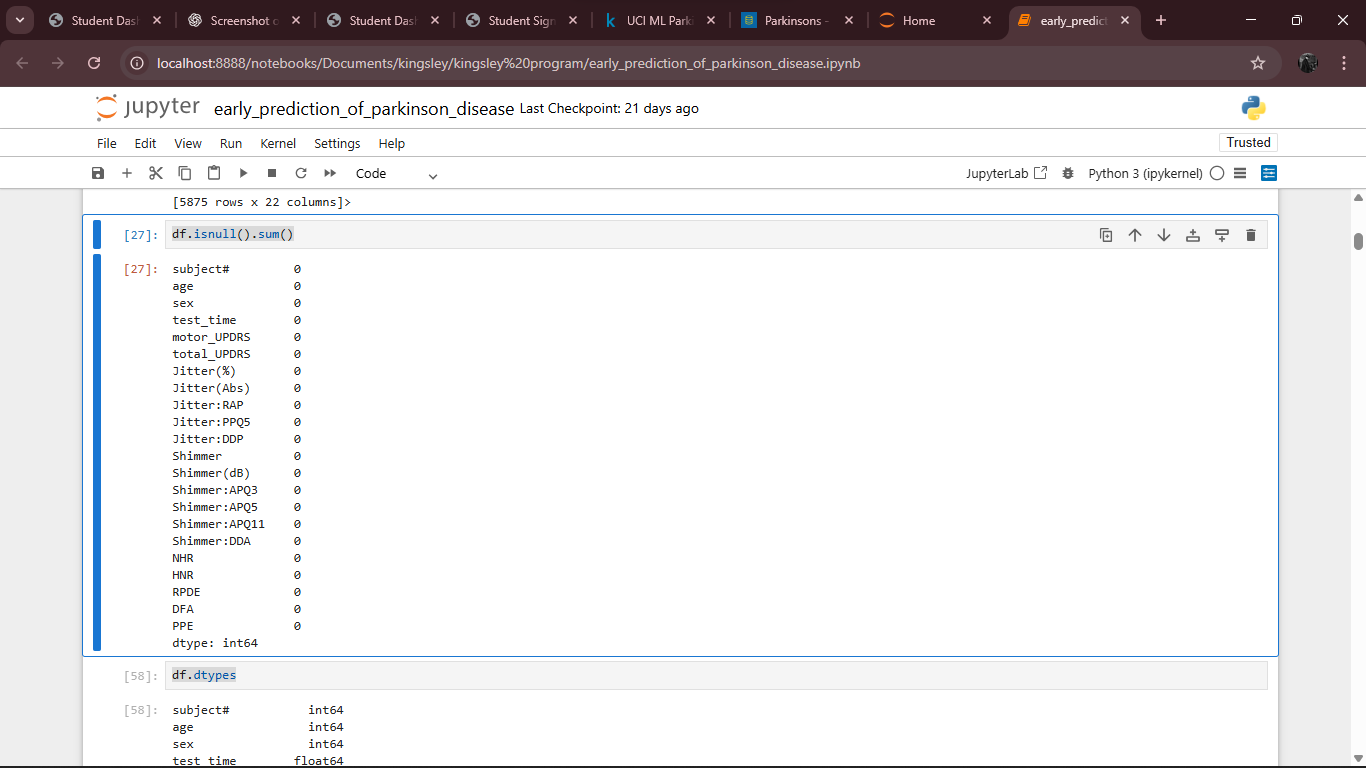 Student Das
Screenshot o
Student Das
Student Sign
UCI ML Parki
Parkinsons -
Home
early_predict
localhost:8888/notebooks/Documents/kingsley/kingsley%20program/early_prediction_of_parkinson_disease.ipynb
jupyter early_prediction_of_parkinson_disease Last Checkpoint: 21 days ago
File Edit View Run Kernel Settings Help Trusted
Code JupyterLab Python 3 (ipykernel)
[5875 rows x 22 columns]>
[27]: df.isnull().sum()
[27]: subject# 0
age 0
sex 0
test_time 0
motor_UPDRS 0
total_UPDRS 0
Jitter(%) 0
Jitter(Abs) 0
Jitter:RAP 0
Jitter:PPQ5 0
Jitter:DDP 0
Shimmer 0
Shimmer(dB) 0
Shimmer:APQ3 0
Shimmer:APQ5 0
Shimmer:APQ11 0
Shimmer:DDA 0
NHR 0
HNR 0
RPDE 0
DFA 0
PPE 0
dtype: int64
[58]: df.dtypes
[58]: subject# int64
age int64
sex int64
test_time float64